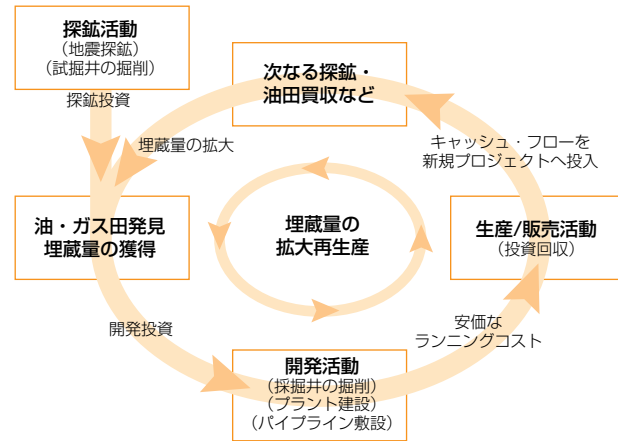 探鉱活動
（地震探鉱）
（試掘井の掘削）
探鉱投資
次なる探鉱・
油田買収など
埋蔵量の拡大
キャッシュ・フローを
新規プロジェクトへ投入
油・ガス田発見
埋蔵量の獲得
埋蔵量の
拡大再生産
生産/販売活動
（投資回収）
開発投資
安価な
ランニングコスト
開発活動
（採掘井の掘削）
（プラント建設）
（パイプライン敷設）